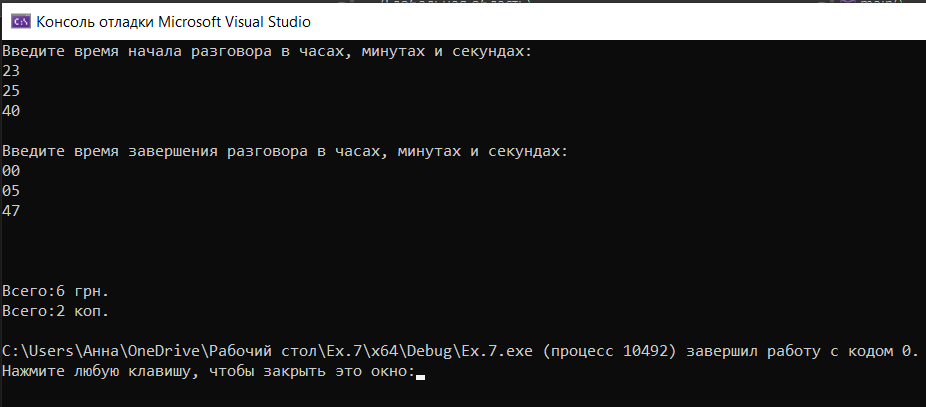 Консоль отладки Microsoft Visual Studio
Введите время начала разговора в часах, минутах и секундах:
23
25
40
Введите время завершения разговора в часах, минутах и секундах:
00
05
47
Всего:6 грн.
Всего:2 коп.
C:\Users\Анна\OneDrive\Рабочий стол\Ex.7\x64\Debug\Ex.7.exe (процесс 10492) завершил работу с кодом 0.
Нажмите любую клавишу, чтобы закрыть это окно: